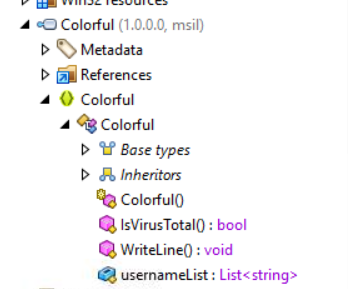 Win32 resources
Colorful (1.0.0.0, msil)
Metadata
References
Colorful
Colorful
Base types
Inheritors
Colorful()
IsVirusTotal() : bool
WriteLine() : void
usernameList : List<string>